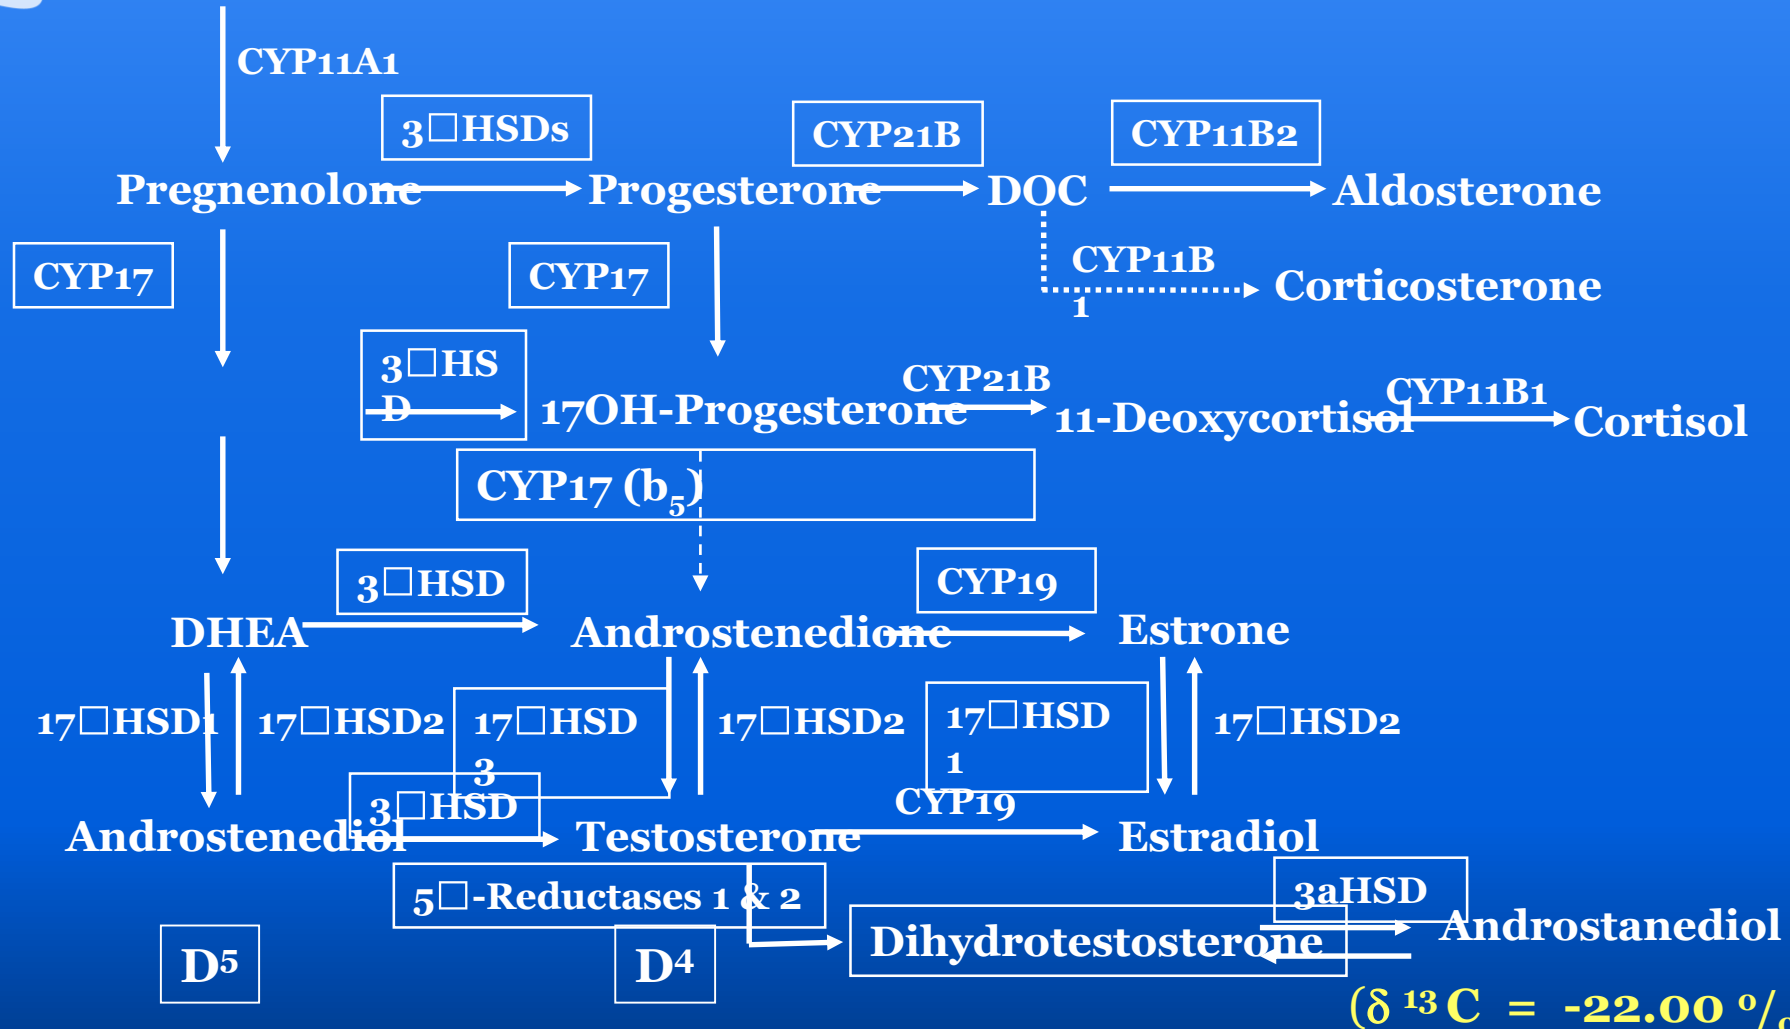 CYP11A1
3□HSDs
CYP21B
CYP11B2
Pregnenolone
Progesterone
DOC
Aldosterone
CYP17
CYP17
CYP11B
1
Corticosterone
3□HS
D
17OH-Progesterone
CYP21B
11-Deoxycortisol
CYP11B1
Cortisol
CYP17 (b₅)
3□HSD
CYP19
DHEA
Androstenedione
Estrone
17□HSD1
17□HSD2
17□HSD
3
17□HSD2
17□HSD
1
17□HSD2
3□HSD
CYP19
Androstenediol
Testosterone
Estradiol
5□-Reductases 1 & 2
3aHSD
Dihydrotestosterone
Androstanediol
D⁵
D⁴
(δ ¹³C = -22.00